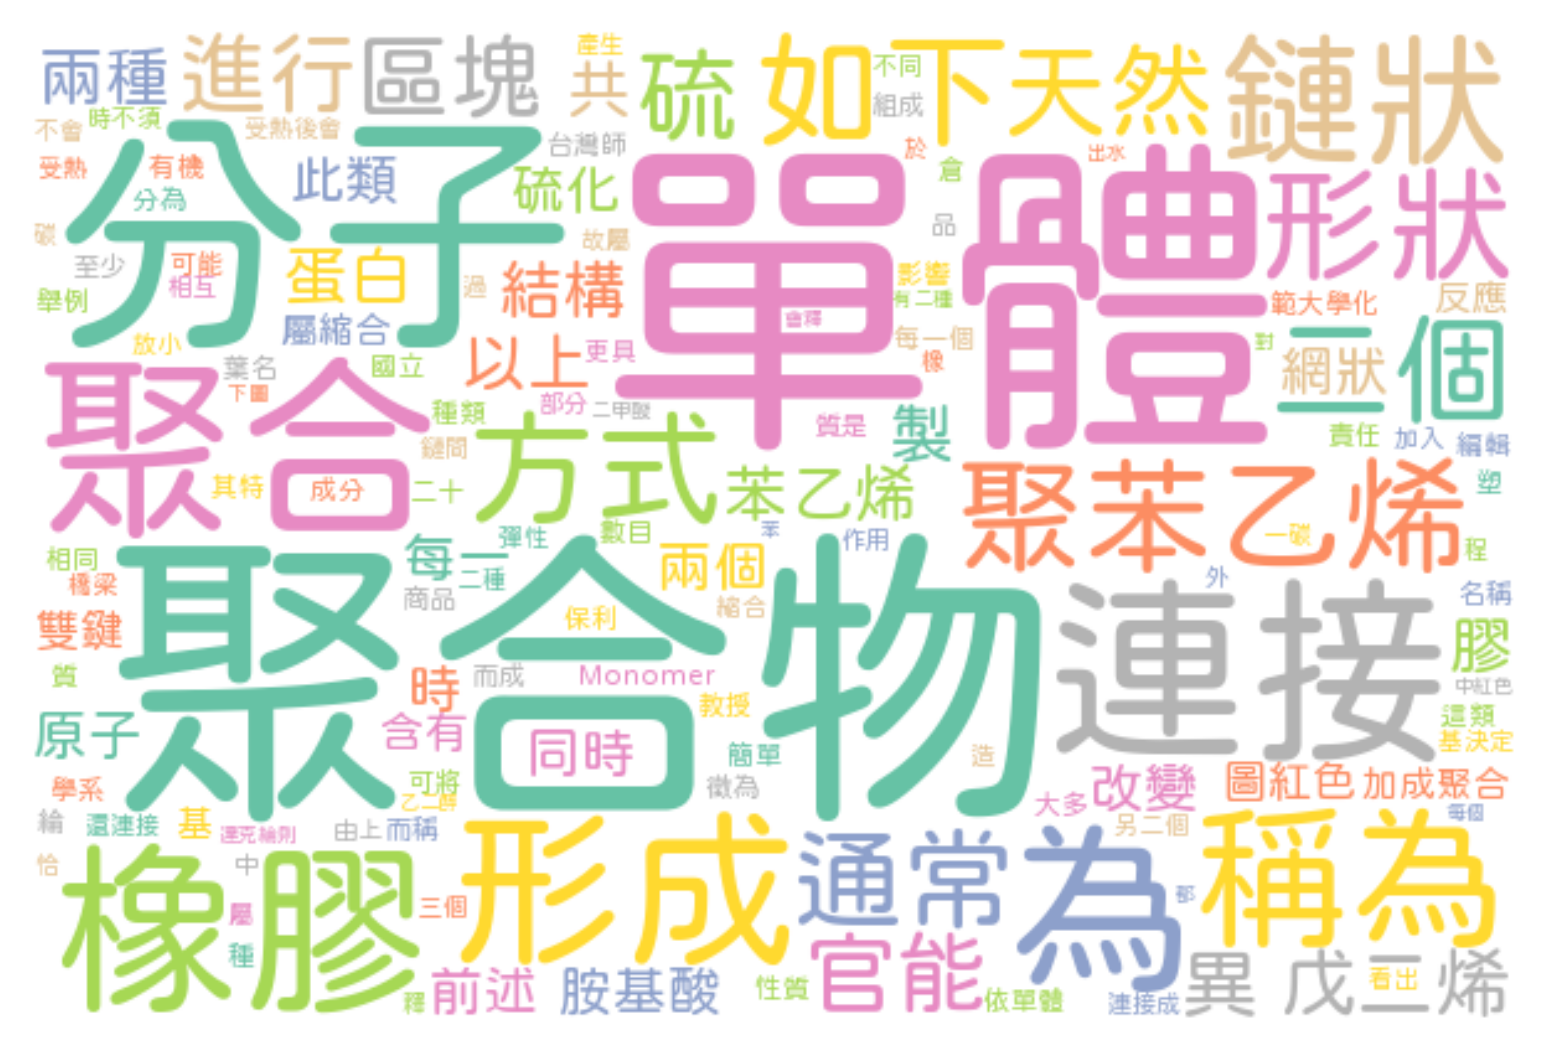 兩種
進行
區塊
產生
共
硫
如下
不同
組成
天然
鏈狀
不會
時不須
受熱後會
台灣師
分子
受熱
有機
分為
此類
硫化
單體
於
倉
出水
品
形狀
碳
至少
可能
相互
舉例
蛋白
過
故屬
結構
影響
有二種
會釋
範大學化
反應
屬縮合
放小
以上
更具
每一個
橡
對
二個
網狀
聚合
葉名
下圖
國立
種類
部分
二甲酸
質是
製
責任
加入
編輯
鏈間
方式
其特
成分
二十
苯乙烯
聚苯乙烯
塑
一碳
程
相同
橋梁
每一
二種
彈性
數目
苯
作用
兩個
商品
縮合
保利
外
名稱
聚合物
連接
雙鍵
質
時
而成
Monomer
教授
膠
中紅色
這類
基決定
原子
含有
同時
簡單
造
學系
可將
乙二醇
徵為
大多
改變
圖紅色
加成聚合
綸
還連接
基
達克綸則
由上
而稱
形成
另二個
每個
恰
橡膠
中
屬
三個
種
通常
為
都
稱為
釋
前述
胺基酸
性質
官能
依單體
連接成
異戊二烯
看出